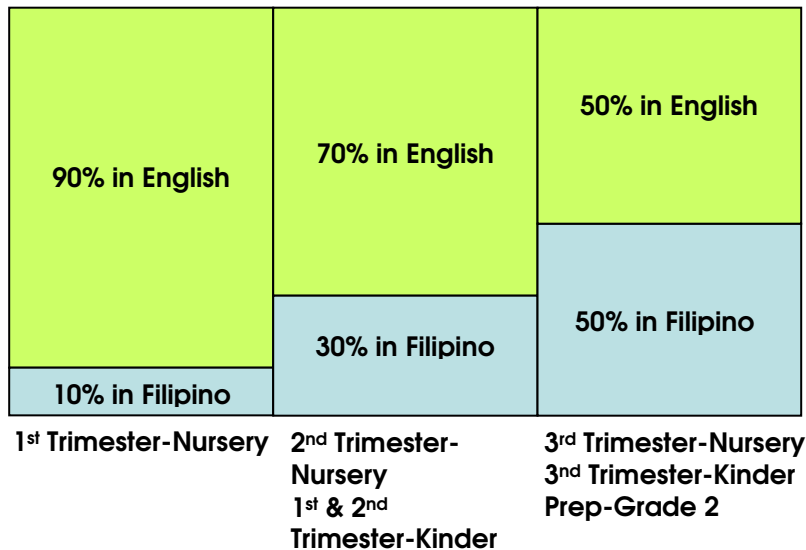 90% in English
10% in Filipino
70% in English
30% in Filipino
50% in English
50% in Filipino
1st Trimester-Nursery
2nd Trimester-
Nursery
1st & 2nd
Trimester-Kinder
3rd Trimester-Nursery
3nd Trimester-Kinder
Prep-Grade 2